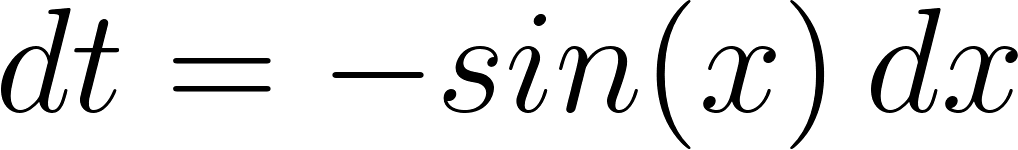 dt = −sin(x) dx